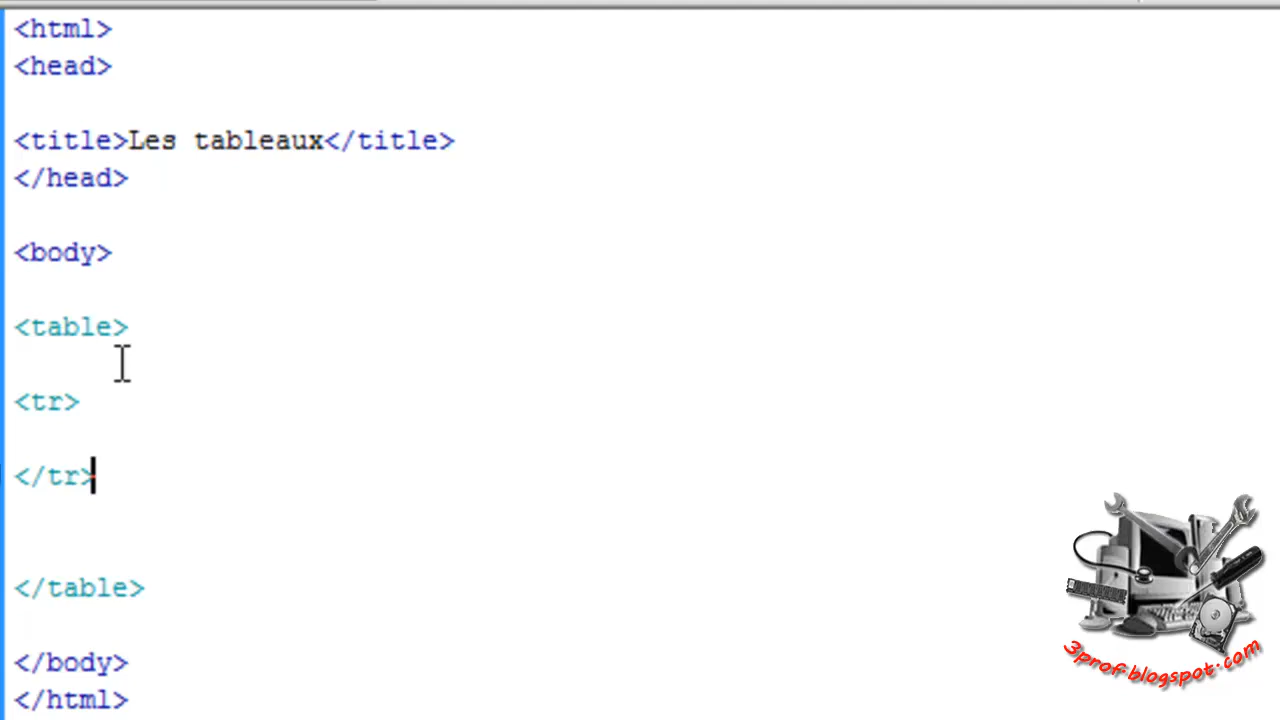 <html>
<head>
<title>Les tableaux</title>
</head>
<body>
<table>
<tr>
</tr>
</table>
</body>
</html>
3prof.blogspot.com